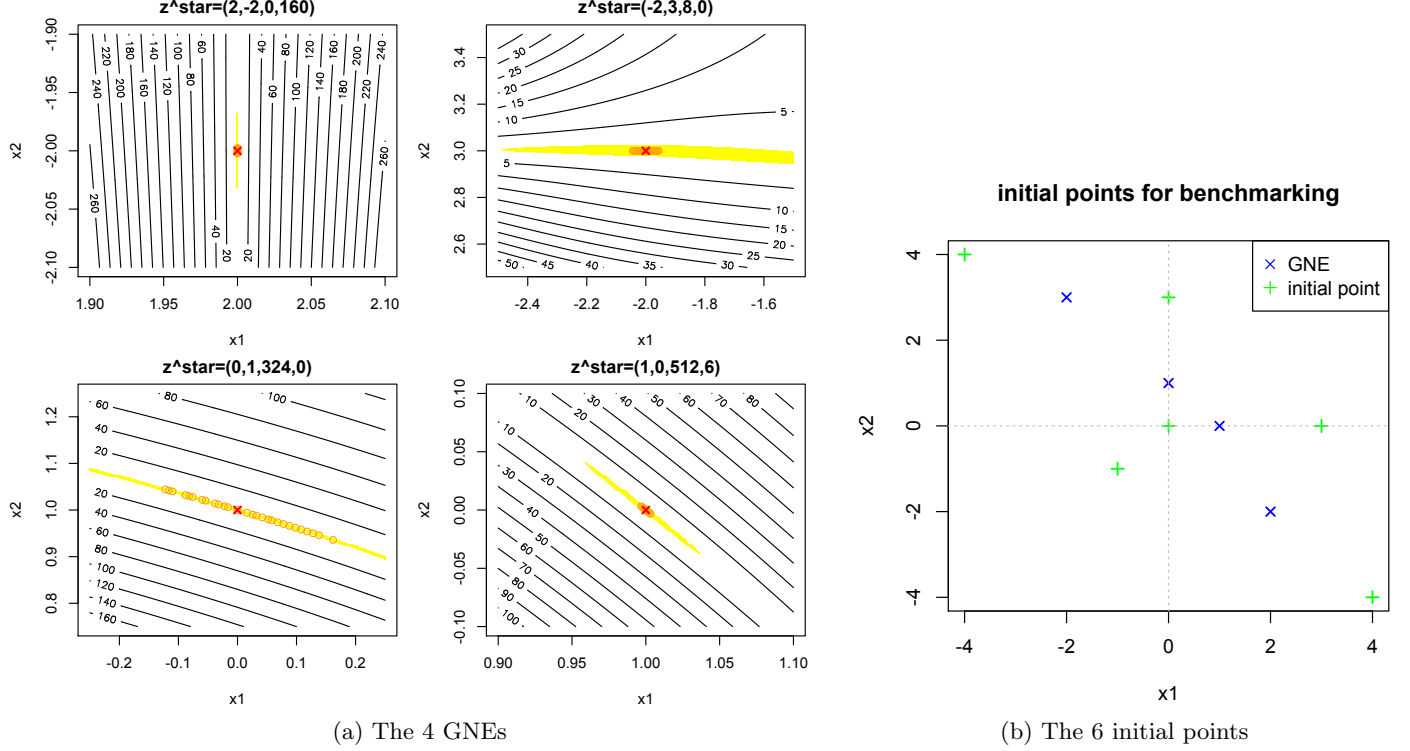 z^star=(2,-2,0,160)
-1.90
-1.95
-2.00
-2.05
-2.10
x2
240 220 200 180 160 140 120 100 80 60 40 60 80 100 120 140 160 180 200 220 240
260 40 20 20 260
1.90 1.95 2.00 2.05 2.10
x1
z^star=(-2,3,8,0)
3.4
3.2
3.0
2.8
2.6
x2
30
25
20
15
10
5
5
10
15
20
25
50 45 40 35 30
-2.4 -2.2 -2.0 -1.8 -1.6
x1
z^star=(0,1,324,0)
1.2
1.1
1.0
0.9
0.8
x2
60 80 100
40
20
20
40
60
80
100
120
140
160
-0.2 -0.1 0.0 0.1 0.2
x1
z^star=(1,0,512,6)
0.10
0.05
0.00
-0.05
-0.10
x2
10 20 30 40 50 60 70 80
10
20
30
10
20
40
50
60
70
80
90
100
0.90 0.95 1.00 1.05 1.10
x1
(a) The 4 GNEs
initial points for benchmarking
GNE
initial point
4
2
0
-2
-4
x2
-4 -2 0 2 4
x1
(b) The 6 initial points